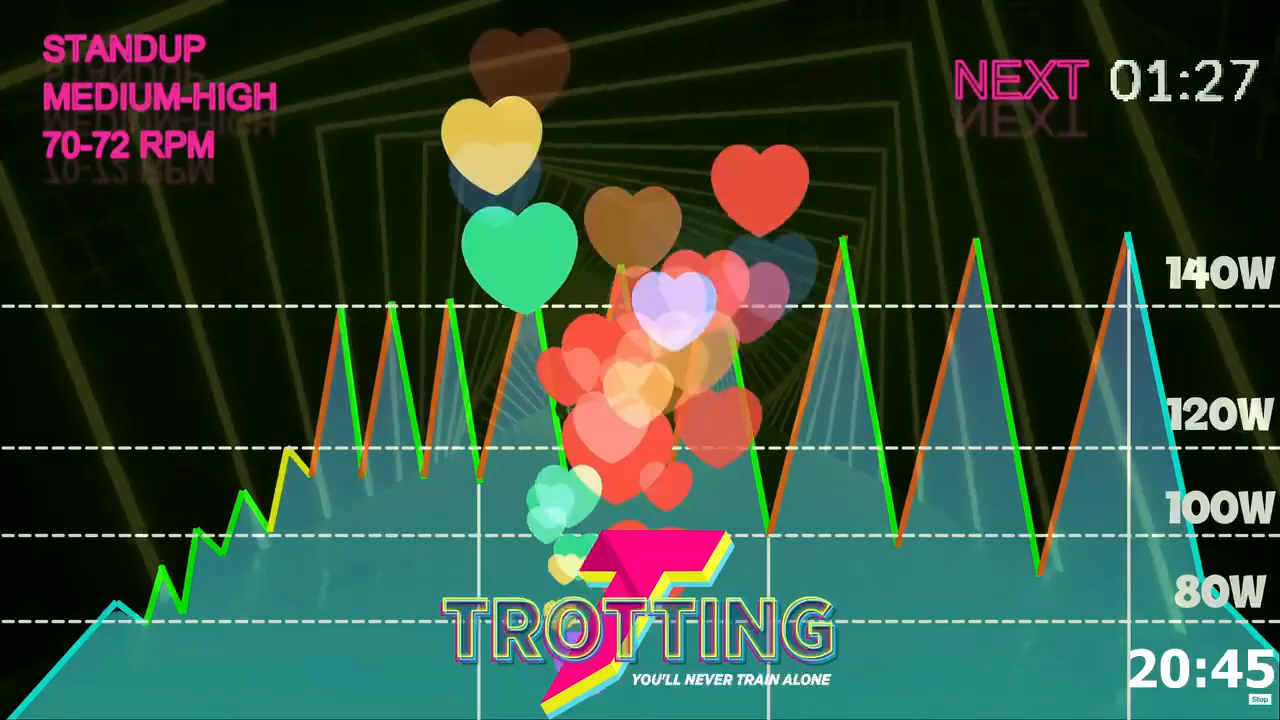 STANDUP
MEDIUM-HIGH
70-72 RPM
NEXT 01:27
140W
120W
100W
80W
TROTTING
YOU'LL NEVER TRAIN ALONE
20:45
Stop